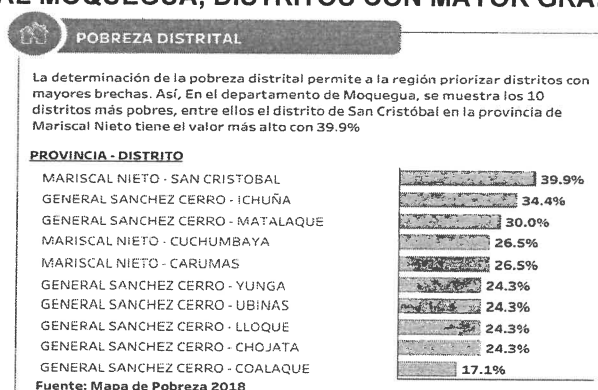 AL MOQUEGUA, DISTRITOS CON MAYOR GRA
POBREZA DISTRITAL
La determinación de la pobreza distrital permite a la región priorizar distritos con
mayores brechas. Así, En el departamento de Moquegua, se muestra los 10
distritos más pobres, entre ellos el distrito de San Cristóbal en la provincia de
Mariscal Nieto tiene el valor más alto con 39.9%
PROVINCIA - DISTRITO
MARISCAL NIETO - SAN CRISTOBAL 39.9%
GENERAL SANCHEZ CERRO - ICHUÑA 34.4%
GENERAL SANCHEZ CERRO - MATALAQUE 30.0%
MARISCAL NIETO - CUCHUMBAYA 26.5%
MARISCAL NIETO - CARUMAS 26.5%
GENERAL SANCHEZ CERRO - YUNGA 24.3%
GENERAL SANCHEZ CERRO - UBINAS 24.3%
GENERAL SANCHEZ CERRO - LLOQUE 24.3%
GENERAL SANCHEZ CERRO - CHOJATA 24.3%
GENERAL SANCHEZ CERRO - COALAQUE 17.1%
Fuente: Mapa de Pobreza 2018